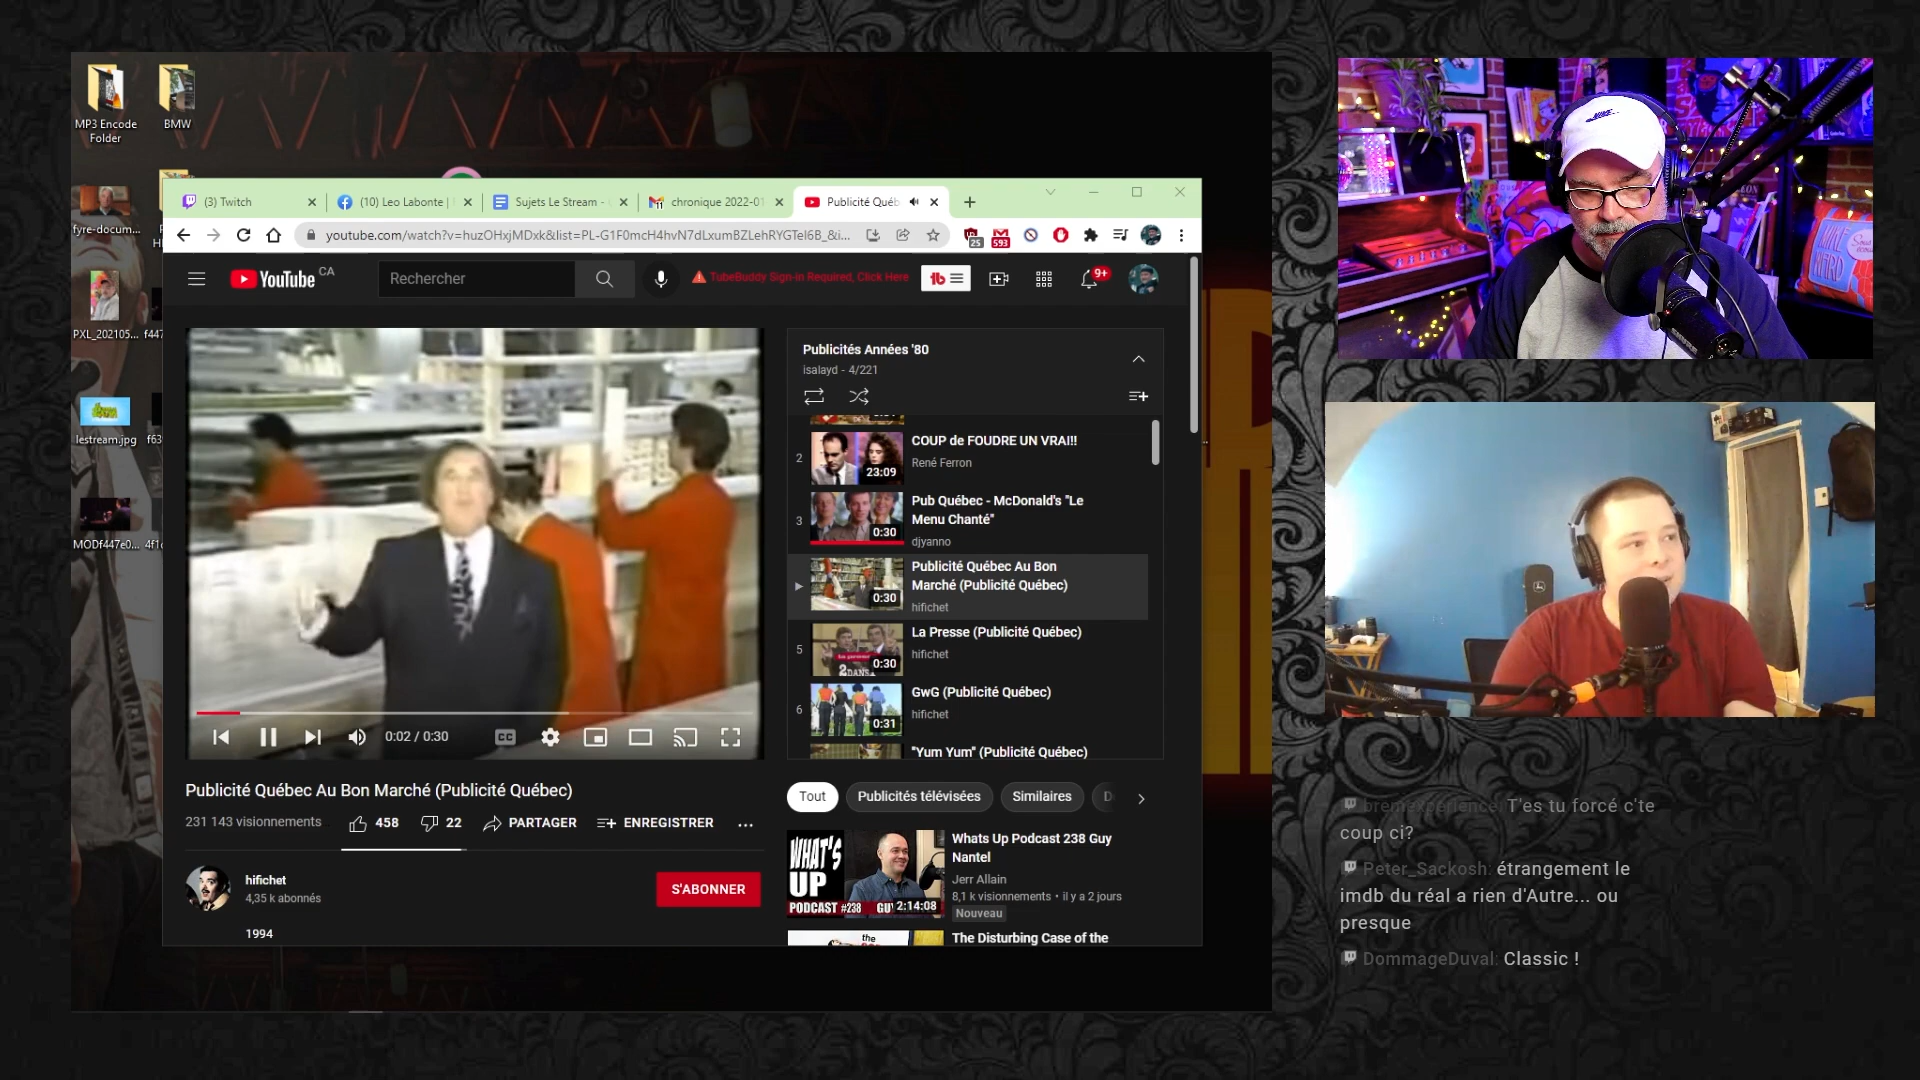 MP3 Encode
Folder
BMW
fyre-docum...
PXL_202105...
f447
lestream.jpg
f63
MODf447e0...
4f1
(3) Twitch
(10) Leo Labonte |
Sujets Le Stream -
chronique 2022-01
Publicité Québ
youtube.com/watch?v=huzOHxjMDxk&list=PL-G1F0mcH4hvN7dLxumBZLehRYGTel6B_&i...
25
593
YouTube CA
Rechercher
TubeBuddy Sign-in Required, Click Here
9+
0:02 / 0:30
CC
Publicités Années '80
isalayd - 4/221
2
23:09
COUP de FOUDRE UN VRAI!!
René Ferron
3
0:30
Pub Québec - McDonald's "Le
Menu Chanté"
djyanno
0:30
Publicité Québec Au Bon
Marché (Publicité Québec)
hifichet
5
0:30
La Presse (Publicité Québec)
hifichet
6
0:31
GwG (Publicité Québec)
hifichet
"Yum Yum" (Publicité Québec)
Publicité Québec Au Bon Marché (Publicité Québec)
231 143 visionnements
458
22
PARTAGER
ENREGISTRER
hifichet
4,35 k abonnés
S'ABONNER
1994
Tout
Publicités télévisées
Similaires
WHAT'S
UP
PODCAST #238
2:14:08
Whats Up Podcast 238 Guy
Nantel
Jerr Allain
8,1 k visionnements • il y a 2 jours
Nouveau
the
The Disturbing Case of the
T'es tu forcé c'te
coup ci?
Peter_Sackosh: étrangement le
imdb du réal a rien d'Autre... ou
presque
DommageDuval: Classic !